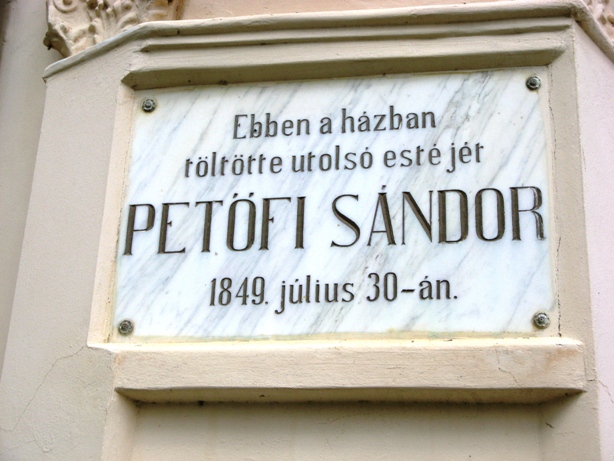 Ebben a házban
töltötte utolsó estéjét
PETŐFI SÁNDOR
1849. július 30-án.